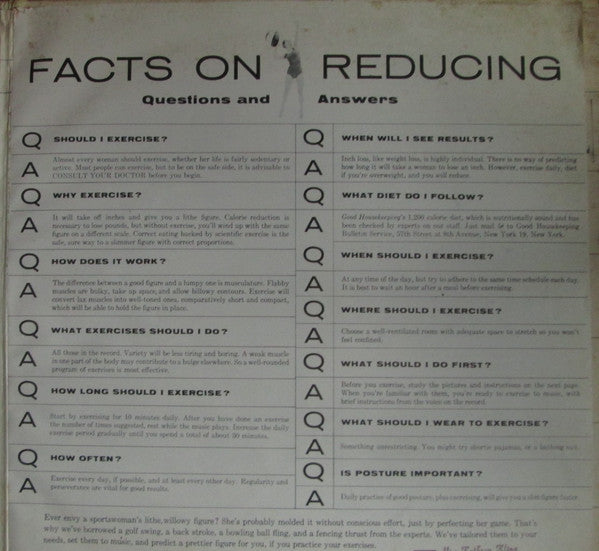 FACTS ON REDUCING
Questions and Answers
Q SHOULD I EXERCISE?
A Almost every woman should exercise, whether her life is fairly sedentary or
active. Most people can exercise, but to be on the safe side, it is advisable to
CONSULT YOUR DOCTOR before you begin.
Q WHY EXERCISE?
A It will take off inches and give you a lithe figure. Calorie reduction is
necessary to lose pounds, but without exercise, you'll wind up with the same
figure on a different scale. Correct eating backed by scientific exercise is the
safe, sure way to a slimmer figure with correct proportions.
Q HOW DOES IT WORK?
A The difference between a good figure and a lumpy one is musculature. Flabby
muscles are bulky, take up space, and allow billowy contours. Exercise will
convert lax muscles into well-toned ones, comparatively short and compact,
which will be able to hold the figure in place.
Q WHAT EXERCISES SHOULD I DO?
A All those in the record. Variety will be less tiring and boring. A weak muscle
in one part of the body may contribute to a bulge elsewhere. So a well-rounded
program of exercises is most effective.
Q HOW LONG SHOULD I EXERCISE?
A Start by exercising for 10 minutes daily. After you have done an exercise
the number of times suggested, rest while the music plays. Increase the daily
exercise period gradually until you spend a total of about 30 minutes.
Q HOW OFTEN?
A Exercise every day, if possible, and at least every other day. Regularity and
perseverance are vital for good results.
Q WHEN WILL I SEE RESULTS?
A Inch loss, like weight loss, is highly individual. There is no way of predicting
how long it will take a woman to lose an inch. However, exercise daily, diet
if you're overweight, and you will reduce.
Q WHAT DIET DO I FOLLOW?
A Good Housekeeping's 1,200 calorie diet, which is nutritionally sound and has
been checked by experts on our staff. Just mail to Good Housekeeping
Bulletin Service, 57th Street at 8th Avenue, New York 19, New York.
Q WHEN SHOULD I EXERCISE?
A At any time of the day, but try to adhere to the same time schedule each day.
It is best to wait an hour after a meal before exercising.
Q WHERE SHOULD I EXERCISE?
A Choose a well-ventilated room with adequate space to stretch so you won't
feel confined.
Q WHAT SHOULD I DO FIRST?
A Before you exercise, study the pictures and instructions on the next page.
When you're familiar with them, you're ready to exercise to music, with
brief instructions from the voice on the record.
Q WHAT SHOULD I WEAR TO EXERCISE?
A Something unrestricting. You might try shortie pajamas, or a bathing suit.
Q IS POSTURE IMPORTANT?
A Daily practice of good posture, plus exercising, will give you a slim figure faster.
Ever envy a sportswoman's lithe, willowy figure? She's probably molded it without conscious effort, just by perfecting her game. That's
why we've borrowed a golf swing, a back stroke, a bowling ball fling, and a fencing thrust from the experts. We've tailored them to your
needs, set them to music, and predict a prettier figure for you, if you practice your exercises.